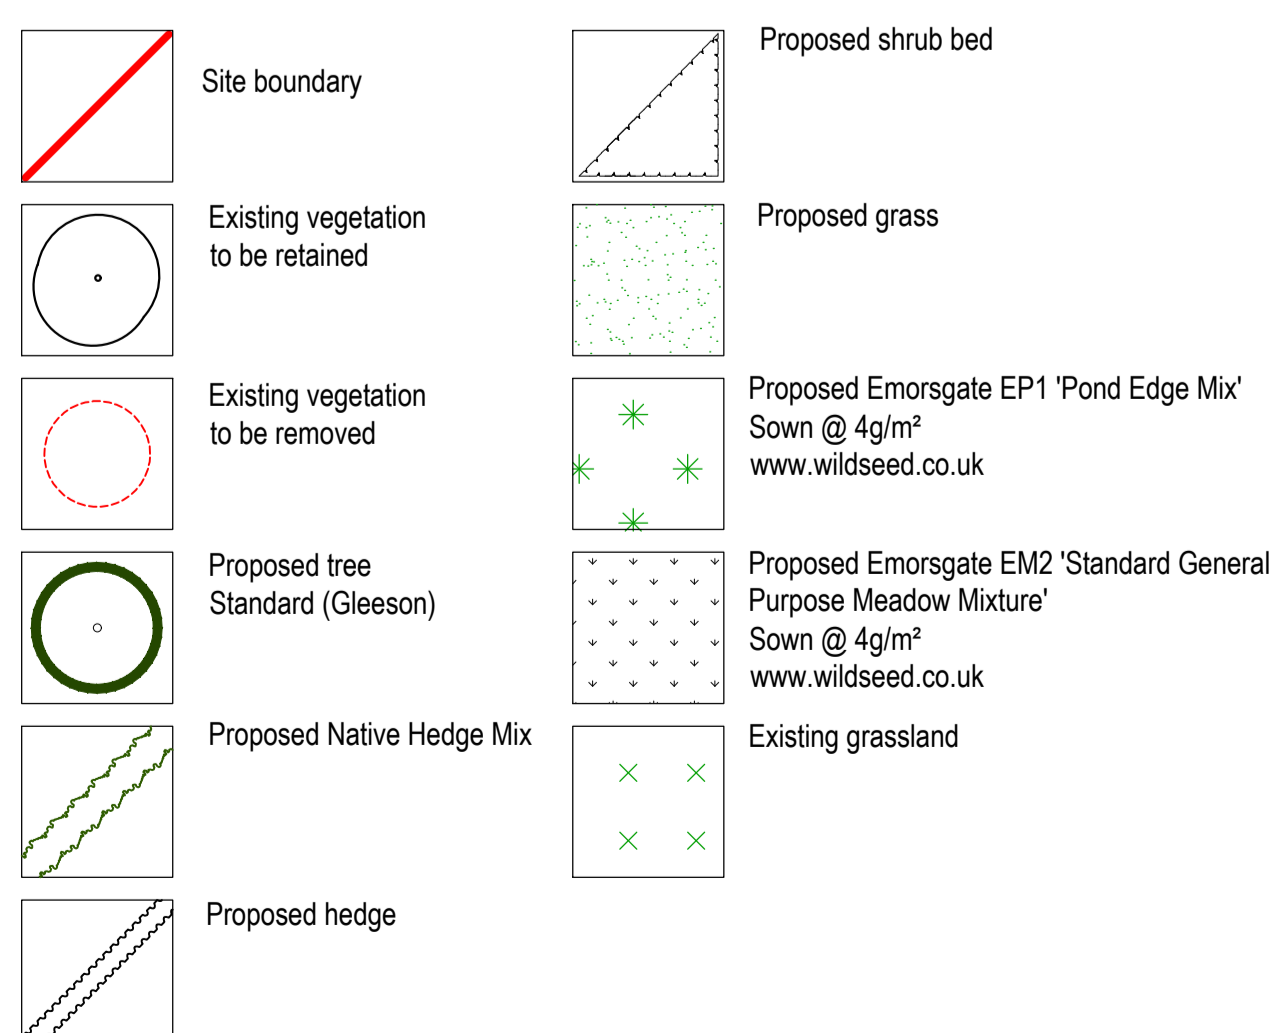 Site boundary
Existing vegetation
to be retained
Existing vegetation
to be removed
Proposed tree
Standard (Gleeson)
Proposed Native Hedge Mix
Proposed hedge
Proposed shrub bed
Proposed grass
Proposed Emorsgate EP1 'Pond Edge Mix'
Sown @ 4g/m²
www.wildseed.co.uk
Proposed Emorsgate EM2 'Standard General
Purpose Meadow Mixture'
Sown @ 4g/m²
www.wildseed.co.uk
Existing grassland